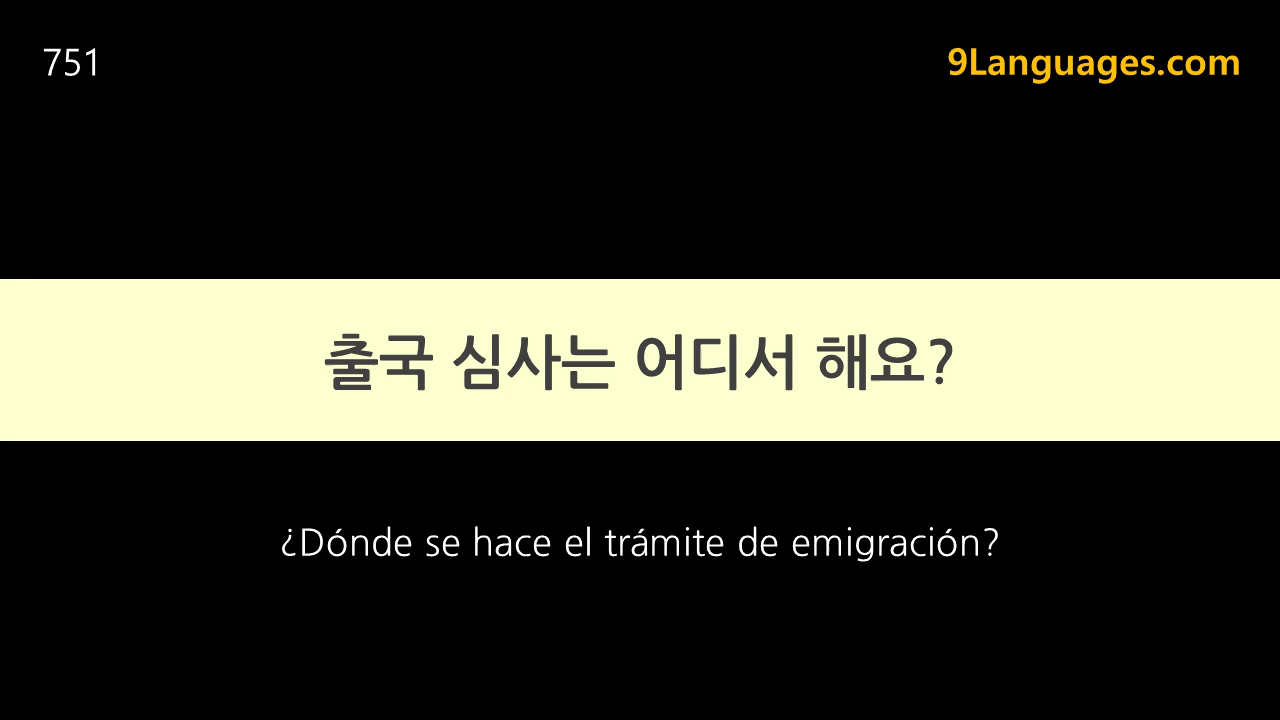 751
9Languages.com
출국 심사는 어디서 해요?
¿Dónde se hace el trámite de emigración?